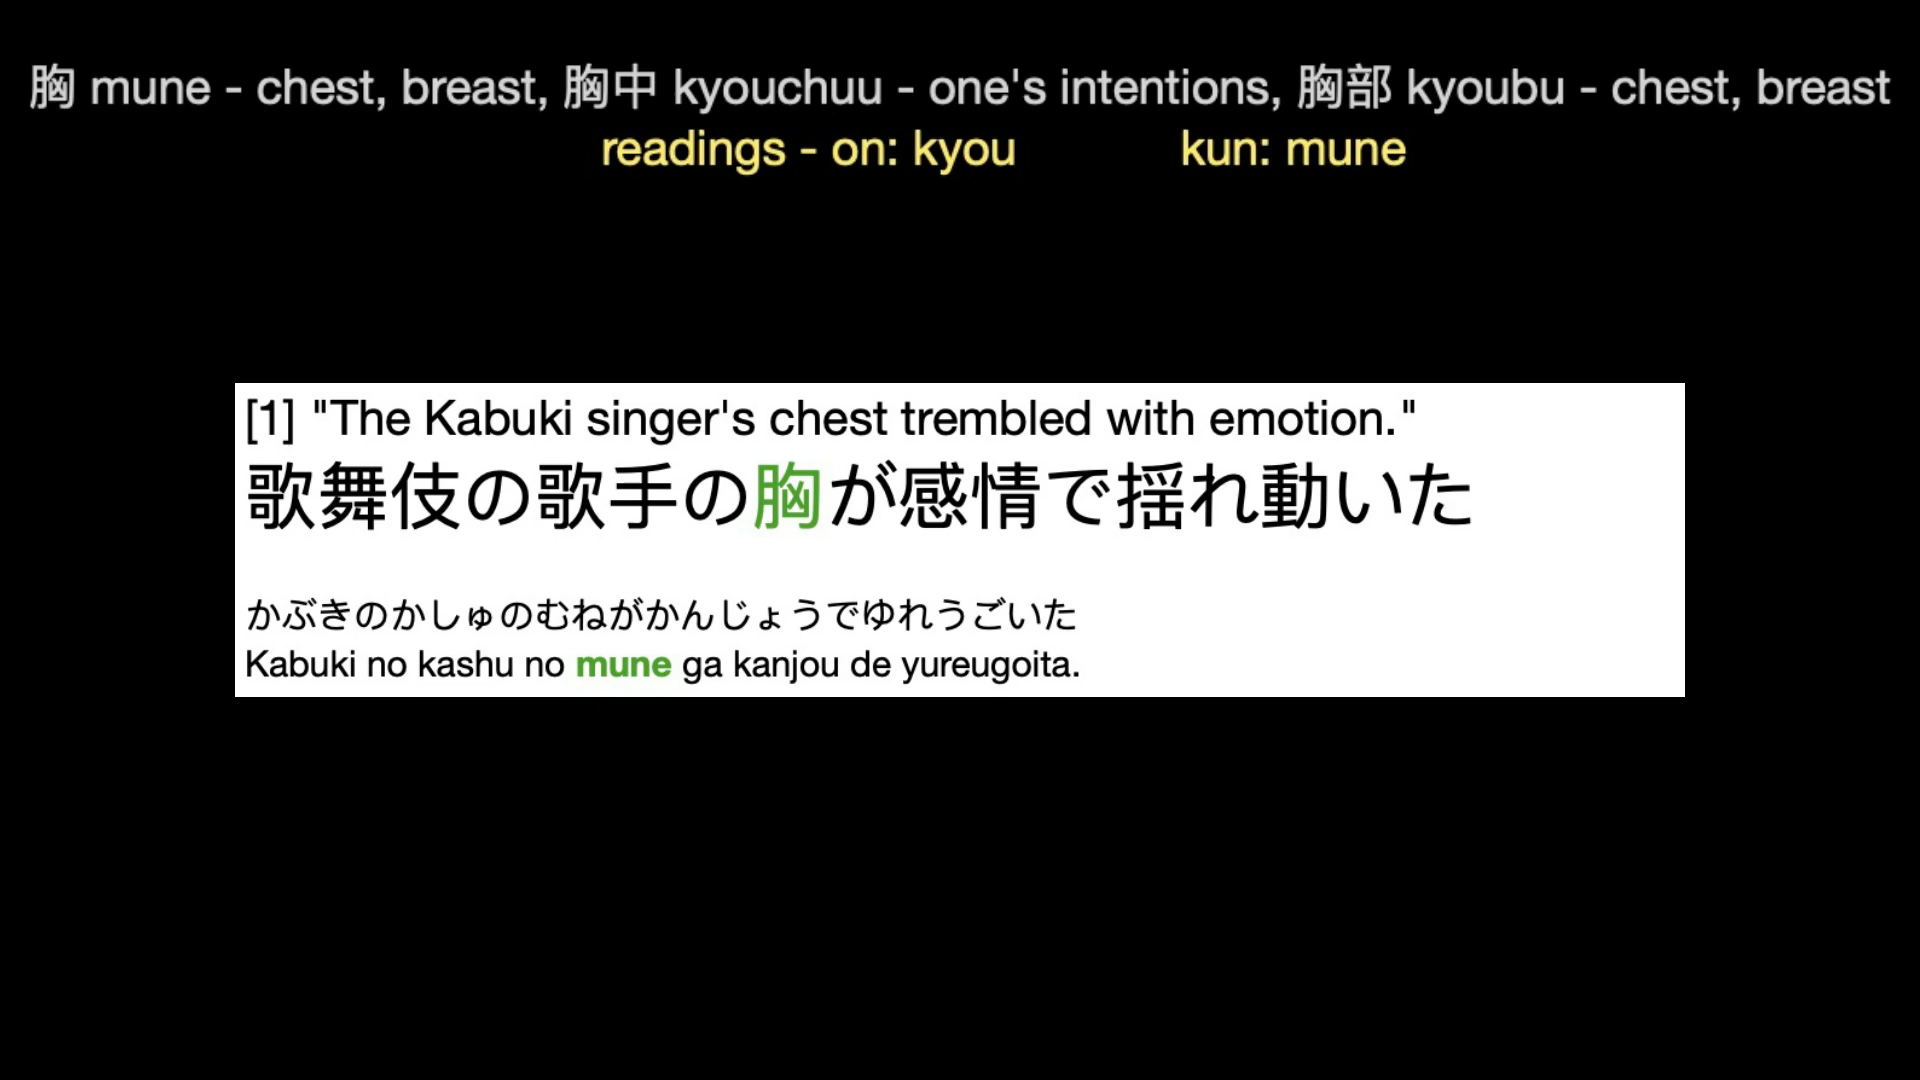 胸 mune - chest, breast, 胸中 kyouchuu - one's intentions, 胸部 kyoubu - chest, breast
readings - on: kyou kun: mune
[1] "The Kabuki singer's chest trembled with emotion."
歌舞伎の歌手の胸が感情で揺れ動いた
かぶきのかしゅのむねがかんじょうでゆれうごいた
Kabuki no kashu no mune ga kanjou de yureugoita.